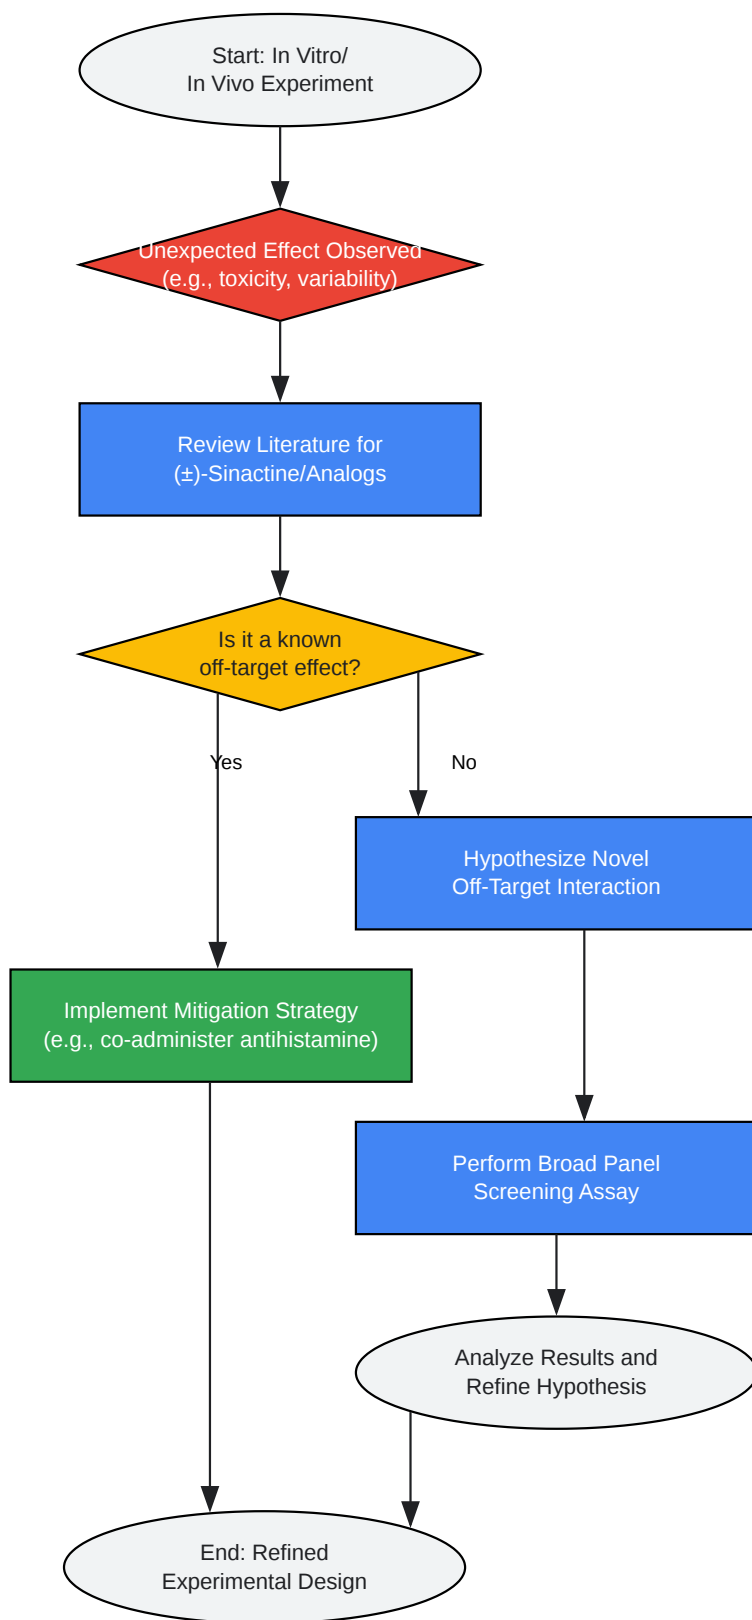 Start: In Vitro/
In Vivo Experiment
Unexpected Effect Observed
(e.g., toxicity, variability)
Review Literature for
(±)-Sinactine/Analogs
Is it a known
off-target effect?
Yes
No
Hypothesize Novel
Off-Target Interaction
Implement Mitigation Strategy
(e.g., co-administer antihistamine)
Perform Broad Panel
Screening Assay
Analyze Results and
Refine Hypothesis
End: Refined
Experimental Design